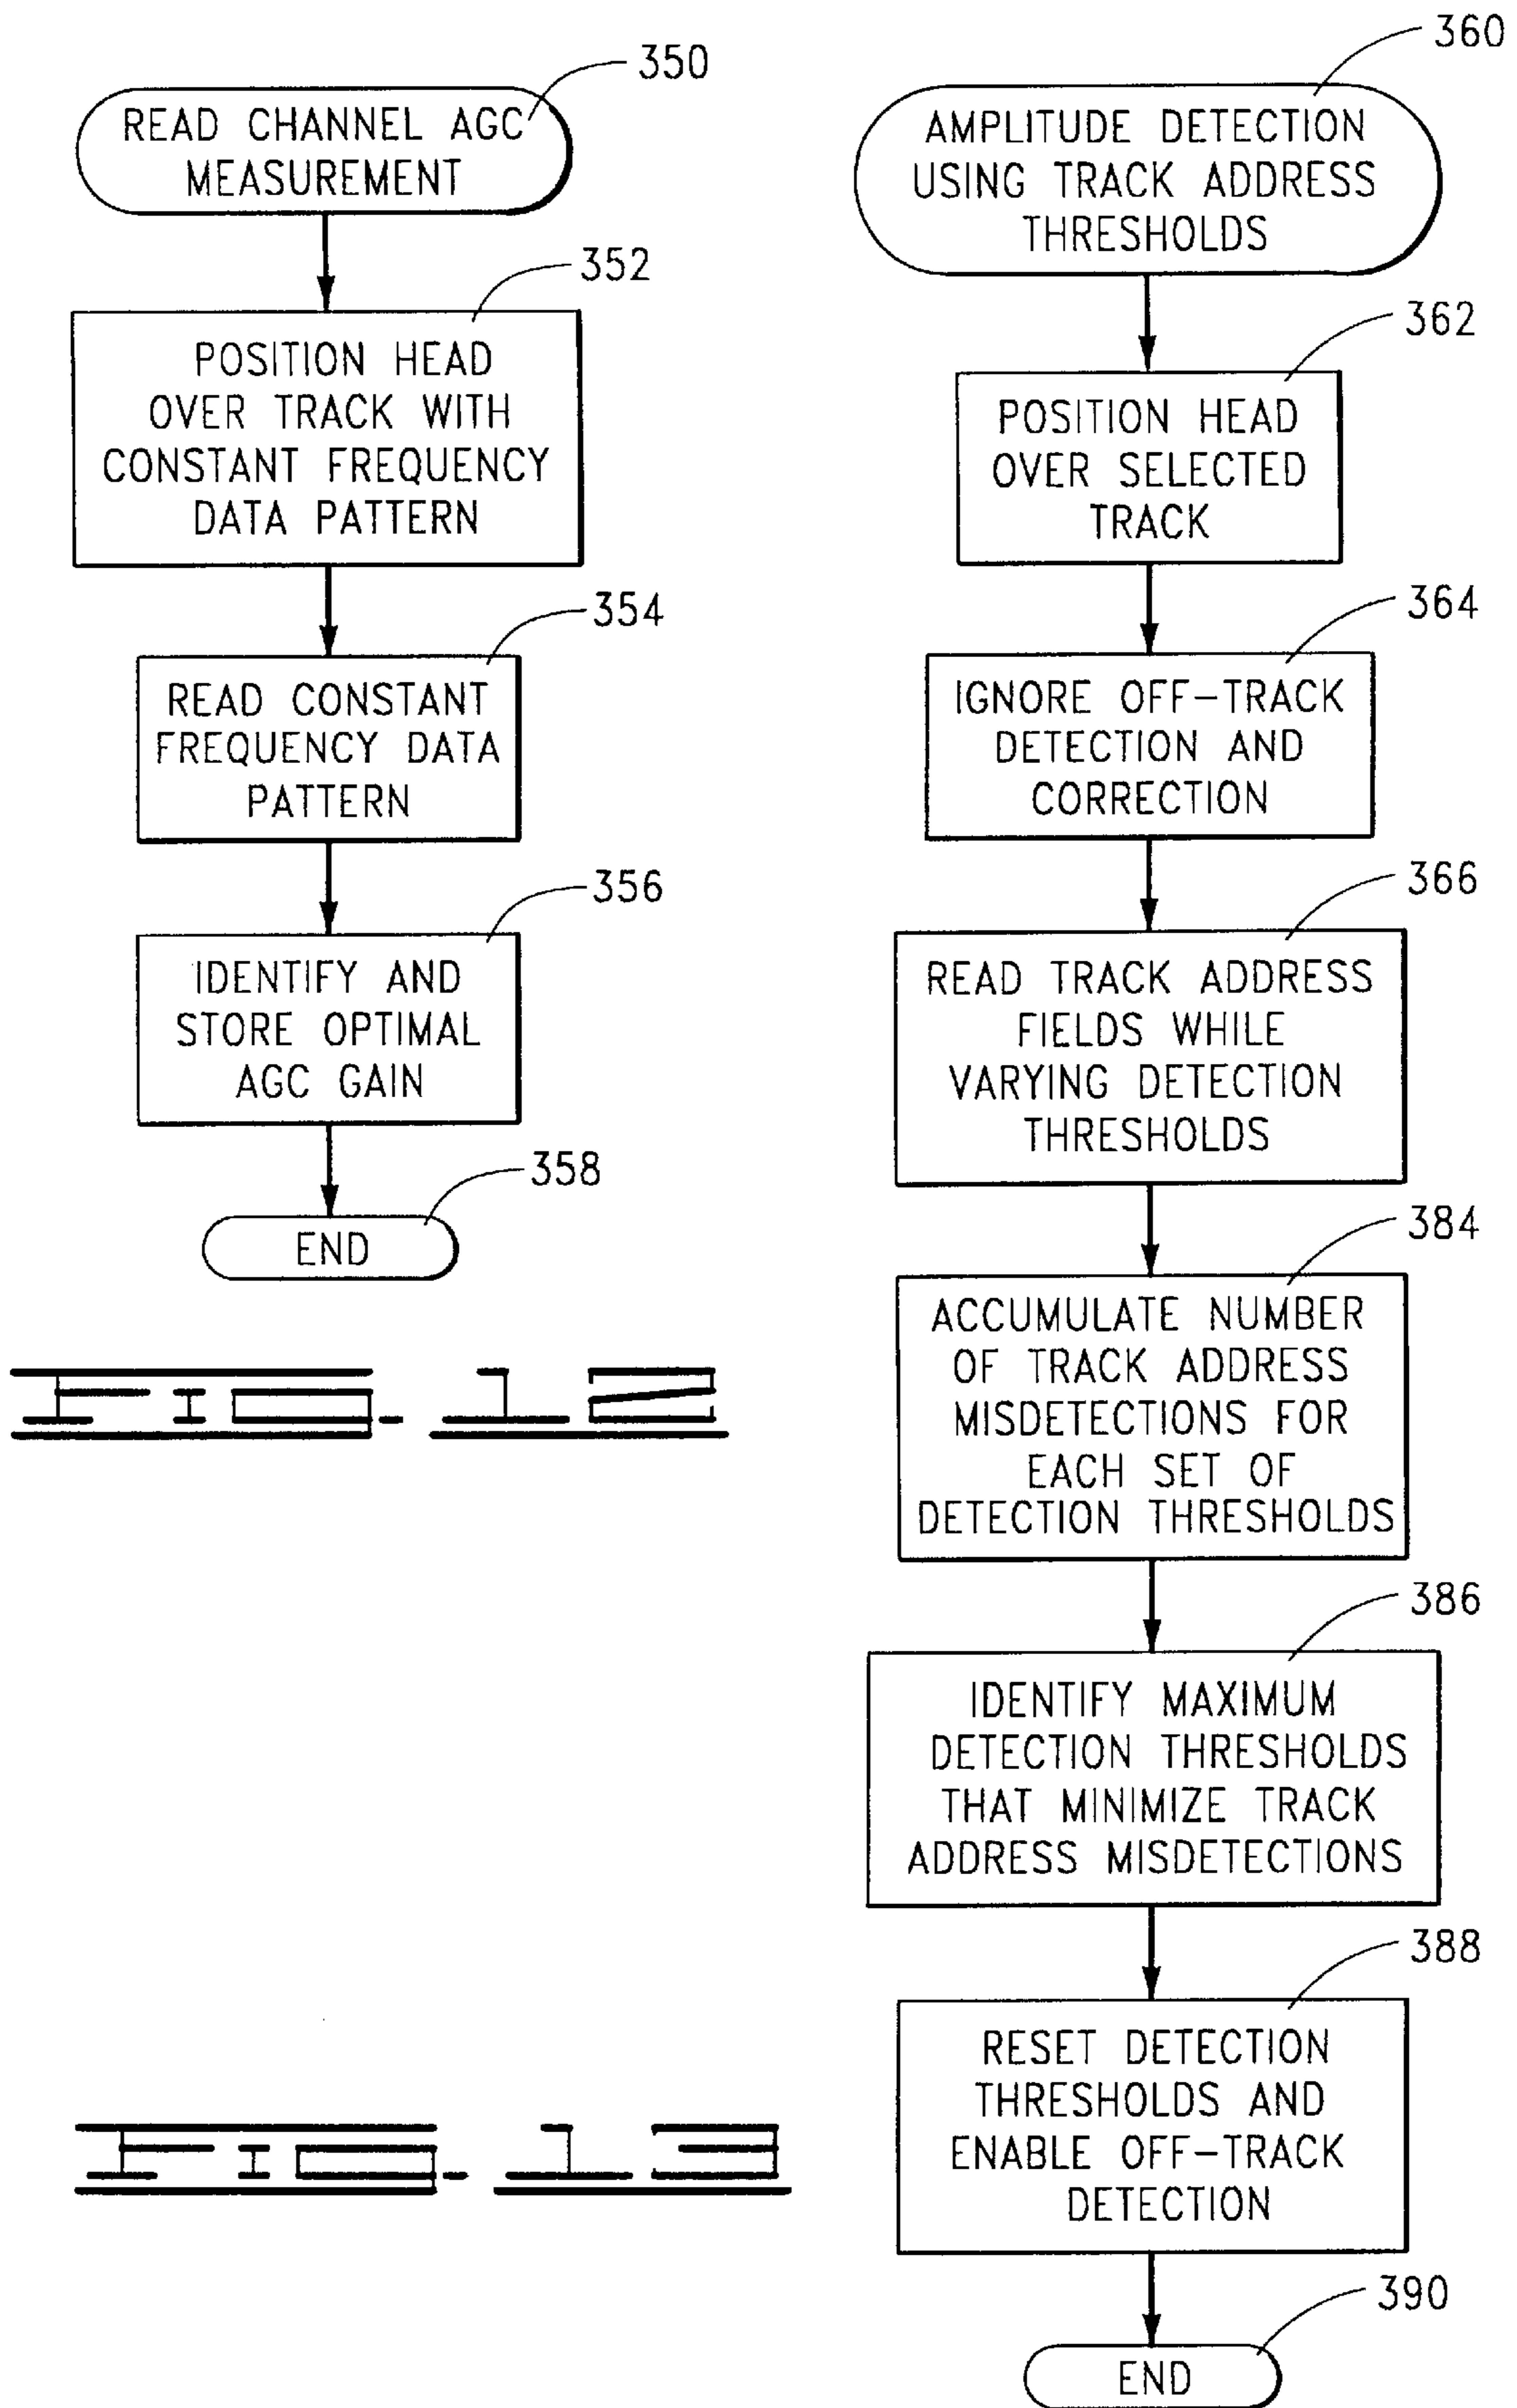 350
READ CHANNEL AGC
MEASUREMENT
352
POSITION HEAD
OVER TRACK WITH
CONSTANT FREQUENCY
DATA PATTERN
354
READ CONSTANT
FREQUENCY DATA
PATTERN
356
IDENTIFY AND
STORE OPTIMAL
AGC GAIN
358
END
FIG. 12
360
AMPLITUDE DETECTION
USING TRACK ADDRESS
THRESHOLDS
362
POSITION HEAD
OVER SELECTED
TRACK
364
IGNORE OFF-TRACK
DETECTION AND
CORRECTION
366
READ TRACK ADDRESS
FIELDS WHILE
VARYING DETECTION
THRESHOLDS
384
ACCUMULATE NUMBER
OF TRACK ADDRESS
MISDETECTIONS FOR
EACH SET OF
DETECTION THRESHOLDS
386
IDENTIFY MAXIMUM
DETECTION THRESHOLDS
THAT MINIMIZE TRACK
ADDRESS MISDETECTIONS
388
RESET DETECTION
THRESHOLDS AND
ENABLE OFF-TRACK
DETECTION
390
END
FIG. 13